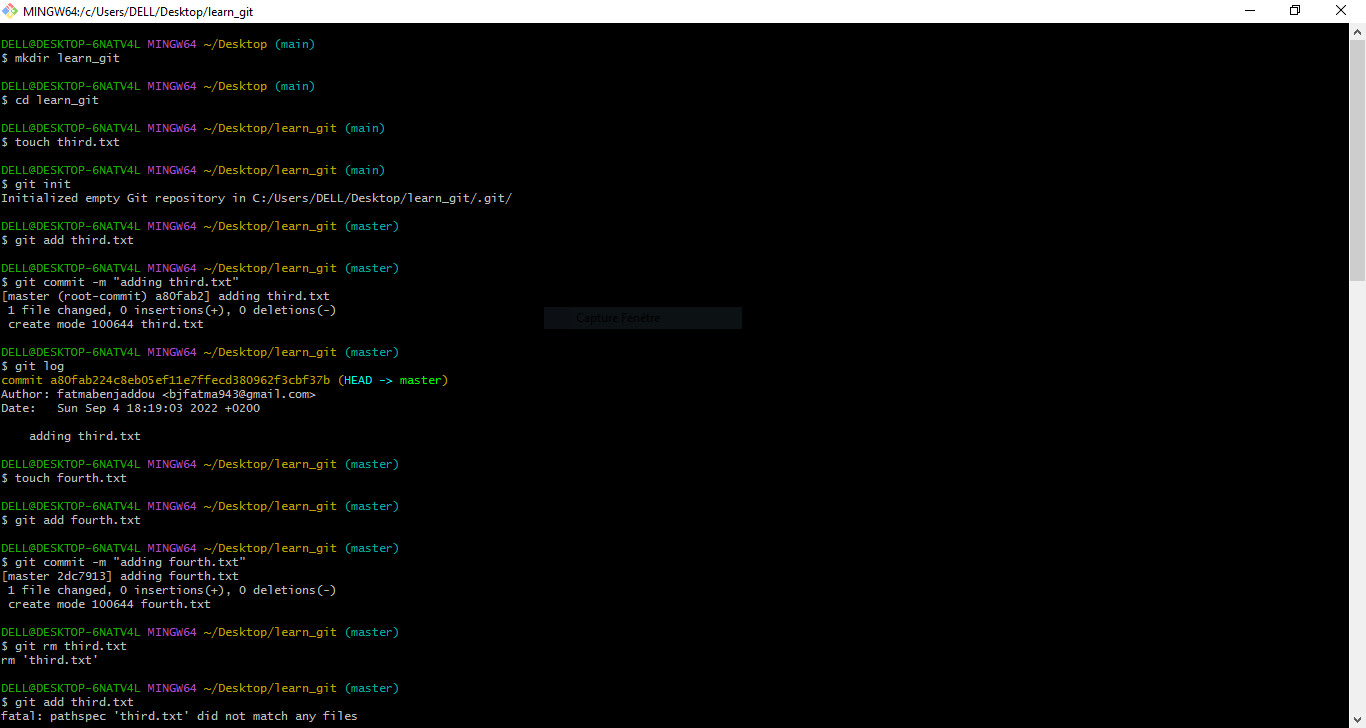 MINGW64:/c/Users/DELL/Desktop/learn_git
DELL@DESKTOP-6NATV4L MINGW64 ~/Desktop (main)
$ mkdir learn_git
DELL@DESKTOP-6NATV4L MINGW64 ~/Desktop (main)
$ cd learn_git
DELL@DESKTOP-6NATV4L MINGW64 ~/Desktop/learn_git (main)
$ touch third.txt
DELL@DESKTOP-6NATV4L MINGW64 ~/Desktop/learn_git (main)
$ git init
Initialized empty Git repository in C:/Users/DELL/Desktop/learn_git/.git/
DELL@DESKTOP-6NATV4L MINGW64 ~/Desktop/learn_git (master)
$ git add third.txt
DELL@DESKTOP-6NATV4L MINGW64 ~/Desktop/learn_git (master)
$ git commit -m "adding third.txt"
[master (root-commit) a80fab2] adding third.txt
 1 file changed, 0 insertions(+), 0 deletions(-)
Capture Fenêtre
 create mode 100644 third.txt
DELL@DESKTOP-6NATV4L MINGW64 ~/Desktop/learn_git (master)
$ git log
commit a80fab224c8eb05ef11e7ffecd380962f3cbf37b (HEAD -> master)
Author: fatmabenjaddou <bjfatma943@gmail.com>
Date:   Sun Sep 4 18:19:03 2022 +0200
    adding third.txt
DELL@DESKTOP-6NATV4L MINGW64 ~/Desktop/learn_git (master)
$ touch fourth.txt
DELL@DESKTOP-6NATV4L MINGW64 ~/Desktop/learn_git (master)
$ git add fourth.txt
DELL@DESKTOP-6NATV4L MINGW64 ~/Desktop/learn_git (master)
$ git commit -m "adding fourth.txt"
[master 2dc7913] adding fourth.txt
 1 file changed, 0 insertions(+), 0 deletions(-)
 create mode 100644 fourth.txt
DELL@DESKTOP-6NATV4L MINGW64 ~/Desktop/learn_git (master)
$ git rm third.txt
rm 'third.txt'
DELL@DESKTOP-6NATV4L MINGW64 ~/Desktop/learn_git (master)
$ git add third.txt
fatal: pathspec 'third.txt' did not match any files